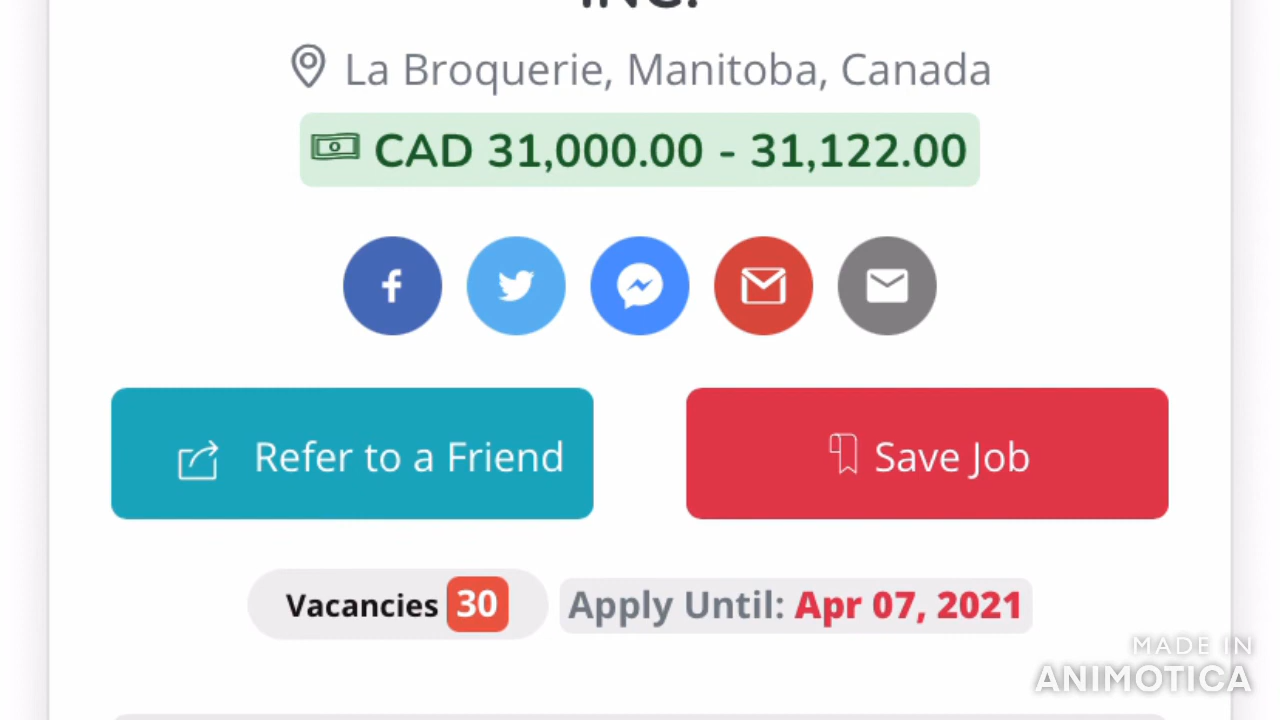 INC.
La Broquerie, Manitoba, Canada
CAD 31,000.00 - 31,122.00
Refer to a Friend
Save Job
Vacancies 30
Apply Until: Apr 07, 2021
MADE IN
ANIMOTICA